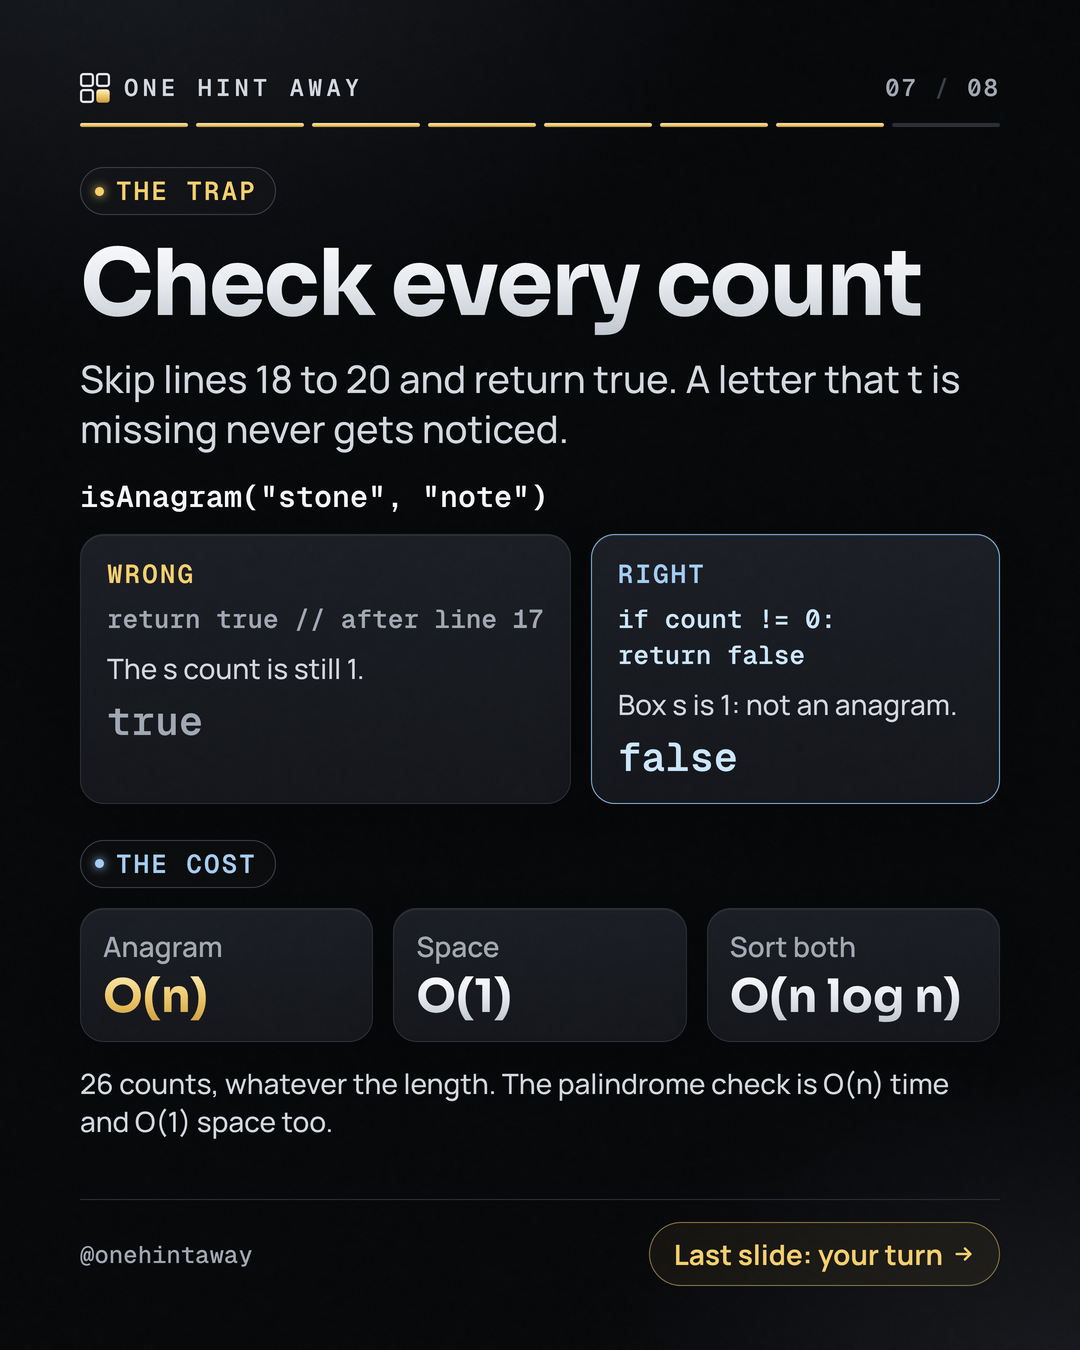 ONE HINT AWAY
07 / 08
THE TRAP
Check every count
Skip lines 18 to 20 and return true. A letter that t is
missing never gets noticed.
isAnagram("stone", "note")
WRONG
return true // after line 17
The s count is still 1.
true
RIGHT
if count != 0:
return false
Box s is 1: not an anagram.
false
THE COST
Anagram
O(n)
Space
O(1)
Sort both
O(n log n)
26 counts, whatever the length. The palindrome check is O(n) time
and O(1) space too.
@onehintaway
Last slide: your turn →